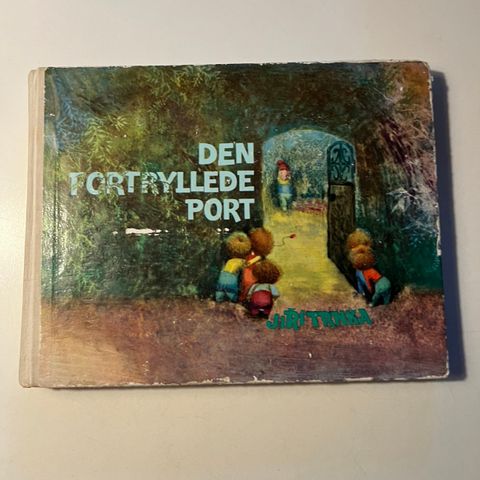 DEN
FORTRYLLEDE
PORT
JIŘÍ TRNKA